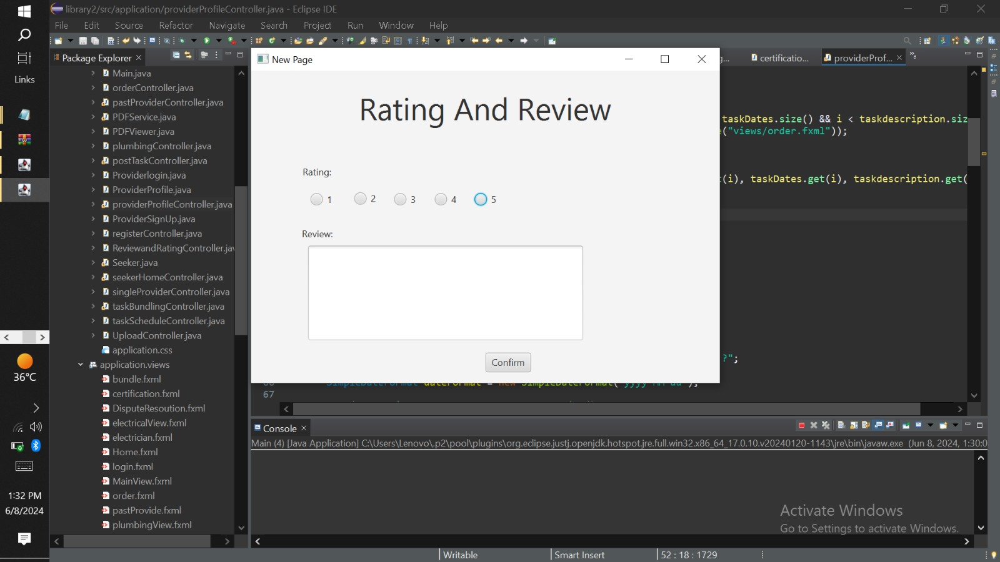 library2/src/application/providerProfileController.java - Eclipse IDE
File Edit Source Refactor Navigate Search Project Run Window Help
Links
36°C
1:32 PM
6/8/2024
Package Explorer
Main.java
orderController.java
pastProviderController.java
PDFService.java
PDFViewer.java
plumbingController.java
postTaskController.java
Providerlogin.java
ProviderProfile.java
providerProfileController.java
ProviderSignUp.java
registerController.java
ReviewandRatingController.jav
Seeker.java
seekerHomeController.java
singleProviderController.java
taskBundlingController.java
taskScheduleController.java
UploadController.java
application.css
application.views
bundle.fxml
certification.fxml
DisputeResoution.fxml
electricalView.fxml
electrician.fxml
Home.fxml
login.fxml
MainView.fxml
order.fxml
pastProvide.fxml
plumbingView.fxml
New Page
Rating And Review
Rating:
1 2 3 4 5
Review:
Confirm
g... certificatio... providerProf... »6
taskDates.size() && i < taskdescription.siz
("views/order.fxml"));
(i), taskDates.get(i), taskdescription.get(
?";
67
Console
Main (4) [Java Application] C:\Users\Lenovo\.p2\pool\plugins\org.eclipse.justj.openjdk.hotspot.jre.full.win32.x86_64_17.0.10.v20240120-1143\jre\bin\javaw.exe (Jun 8, 2024, 1:30:0
Activate Windows
Go to Settings to activate Windows.
Writable Smart Insert 52 : 18 : 1729